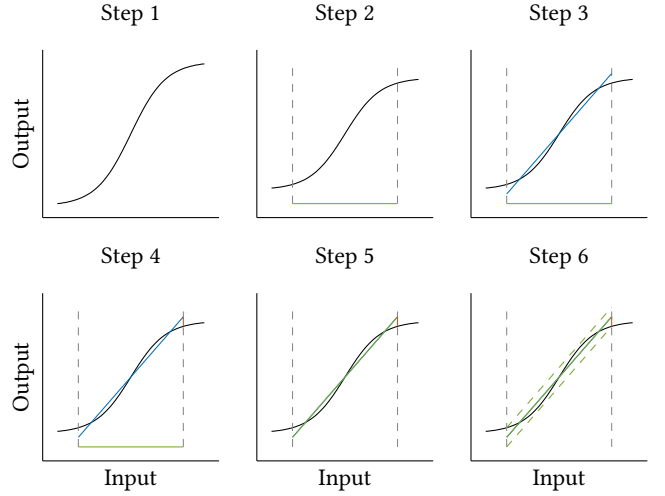 Step 1
Step 2
Step 3
Output
Step 4
Step 5
Step 6
Output
Input
Input
Input